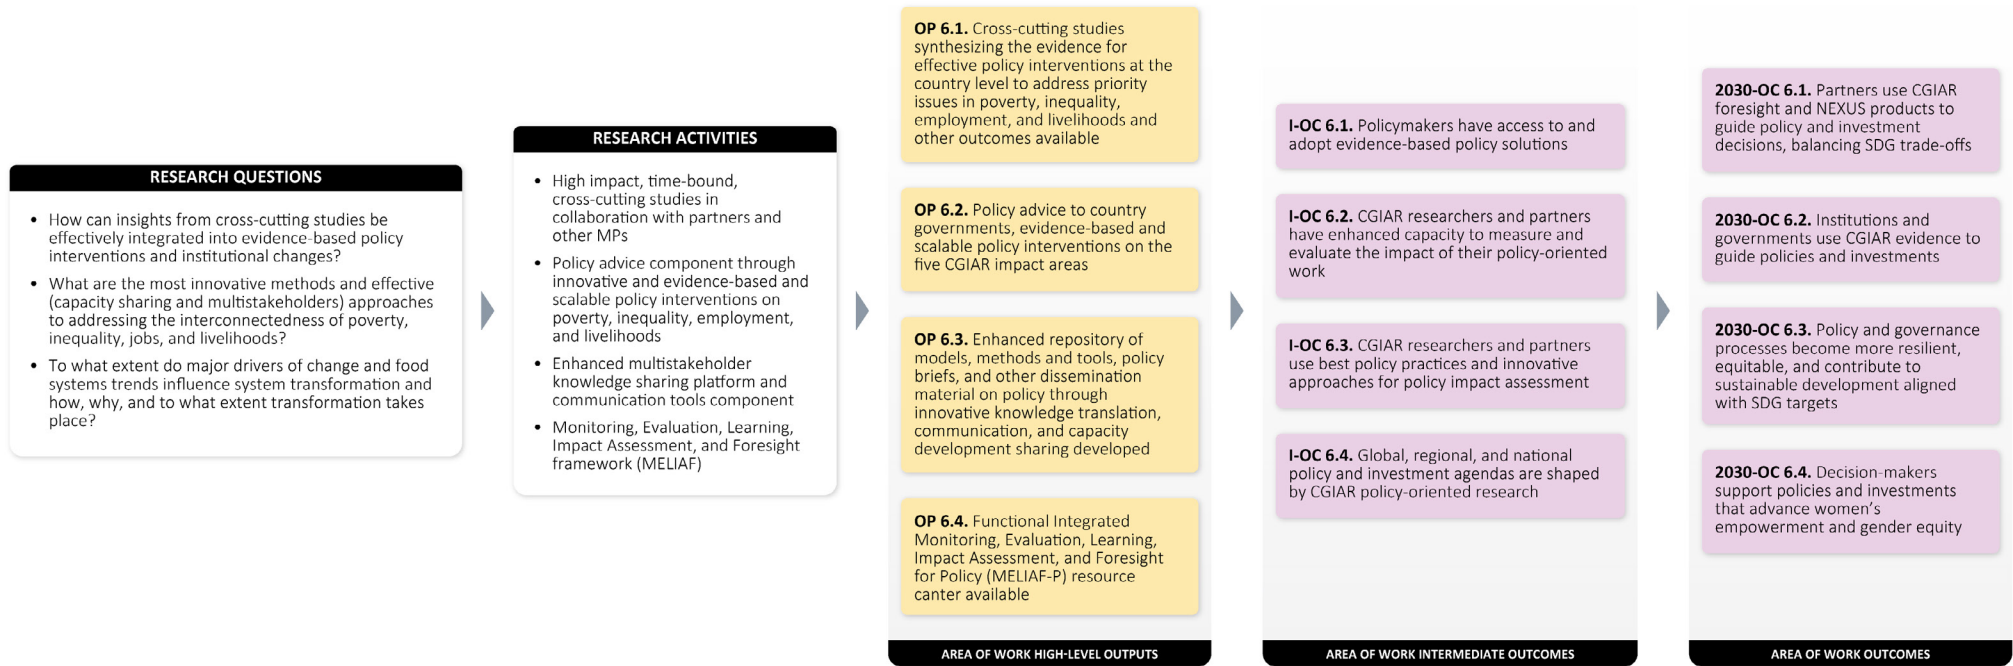 RESEARCH QUESTIONS
• How can insights from cross-cutting studies be
effectively integrated into evidence-based policy
interventions and institutional changes?
• What are the most innovative methods and effective
(capacity sharing and multistakeholders) approaches
to addressing the interconnectedness of poverty,
inequality, jobs, and livelihoods?
• To what extent do major drivers of change and food
systems trends influence system transformation and
how, why, and to what extent transformation takes
place?
RESEARCH ACTIVITIES
• High impact, time-bound,
cross-cutting studies in
collaboration with partners and
other MPs
• Policy advice component through
innovative and evidence-based and
scalable policy interventions on
poverty, inequality, employment,
and livelihoods
• Enhanced multistakeholder
knowledge sharing platform and
communication tools component
• Monitoring, Evaluation, Learning,
Impact Assessment, and Foresight
framework (MELIAF)
OP 6.1. Cross-cutting studies
synthesizing the evidence for
effective policy interventions at the
country level to address priority
issues in poverty, inequality,
employment, and livelihoods and
other outcomes available
OP 6.2. Policy advice to country
governments, evidence-based and
scalable policy interventions on the
five CGIAR impact areas
OP 6.3. Enhanced repository of
models, methods and tools, policy
briefs, and other dissemination
material on policy through
innovative knowledge translation,
communication, and capacity
development sharing developed
OP 6.4. Functional Integrated
Monitoring, Evaluation, Learning,
Impact Assessment, and Foresight
for Policy (MELIAF-P) resource
canter available
AREA OF WORK HIGH-LEVEL OUTPUTS
I-OC 6.1. Policymakers have access to and
adopt evidence-based policy solutions
I-OC 6.2. CGIAR researchers and partners
have enhanced capacity to measure and
evaluate the impact of their policy-oriented
work
I-OC 6.3. CGIAR researchers and partners
use best policy practices and innovative
approaches for policy impact assessment
I-OC 6.4. Global, regional, and national
policy and investment agendas are shaped
by CGIAR policy-oriented research
AREA OF WORK INTERMEDIATE OUTCOMES
2030-OC 6.1. Partners use CGIAR
foresight and NEXUS products to
guide policy and investment
decisions, balancing SDG trade-offs
2030-OC 6.2. Institutions and
governments use CGIAR evidence to
guide policies and investments
2030-OC 6.3. Policy and governance
processes become more resilient,
equitable, and contribute to
sustainable development aligned
with SDG targets
2030-OC 6.4. Decision-makers
support policies and investments
that advance women's
empowerment and gender equity
AREA OF WORK OUTCOMES